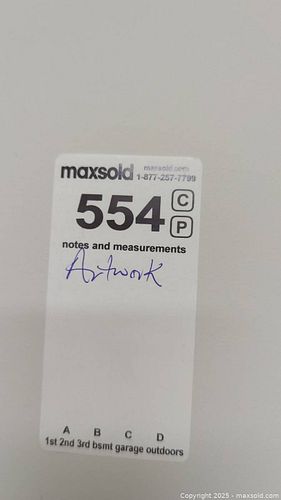 maxsold maxsold.com
1-877-257-7799
554 C
P
notes and measurements
Artwork
A B C D
1st 2nd 3rd bsmt garage outdoors
Copyright 2025 - maxsold.com